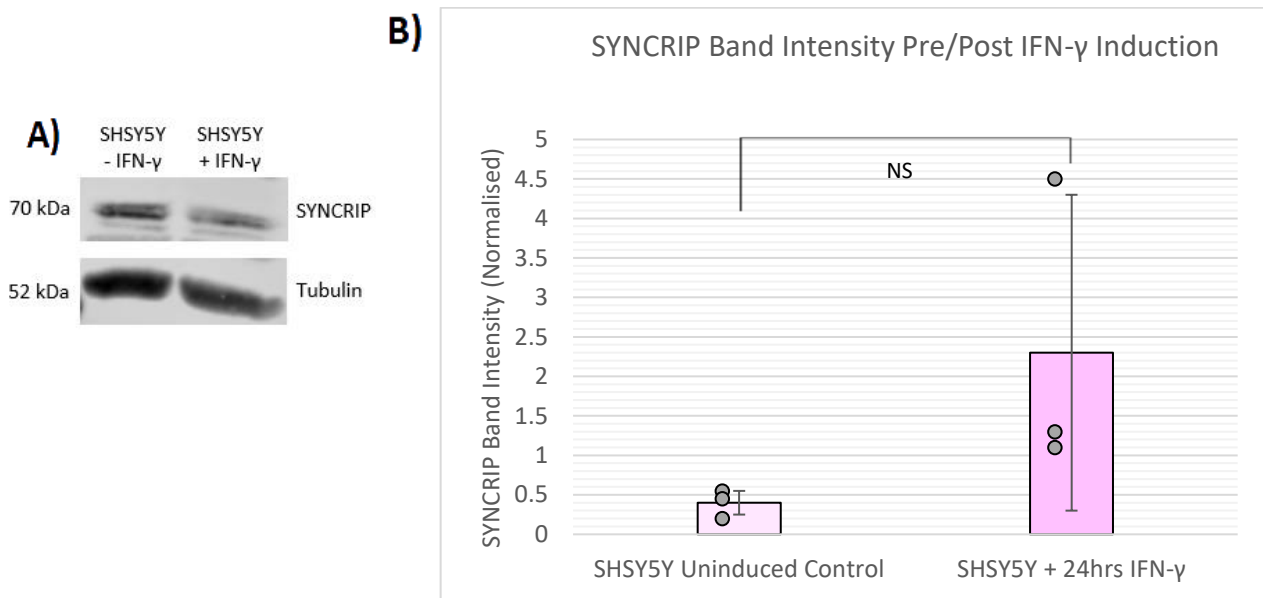 A)
SHSY5Y
- IFN-γ
SHSY5Y
+ IFN-γ
70 kDa
SYNCRIP
52 kDa
Tubulin
B)
SYNCRIP Band Intensity Pre/Post IFN-γ Induction
SYNCRIP Band Intensity (Normalised)
5
4.5
4
3.5
3
2.5
2
1.5
1
0.5
0
NS
SHSY5Y Uninduced Control
SHSY5Y + 24hrs IFN-γ